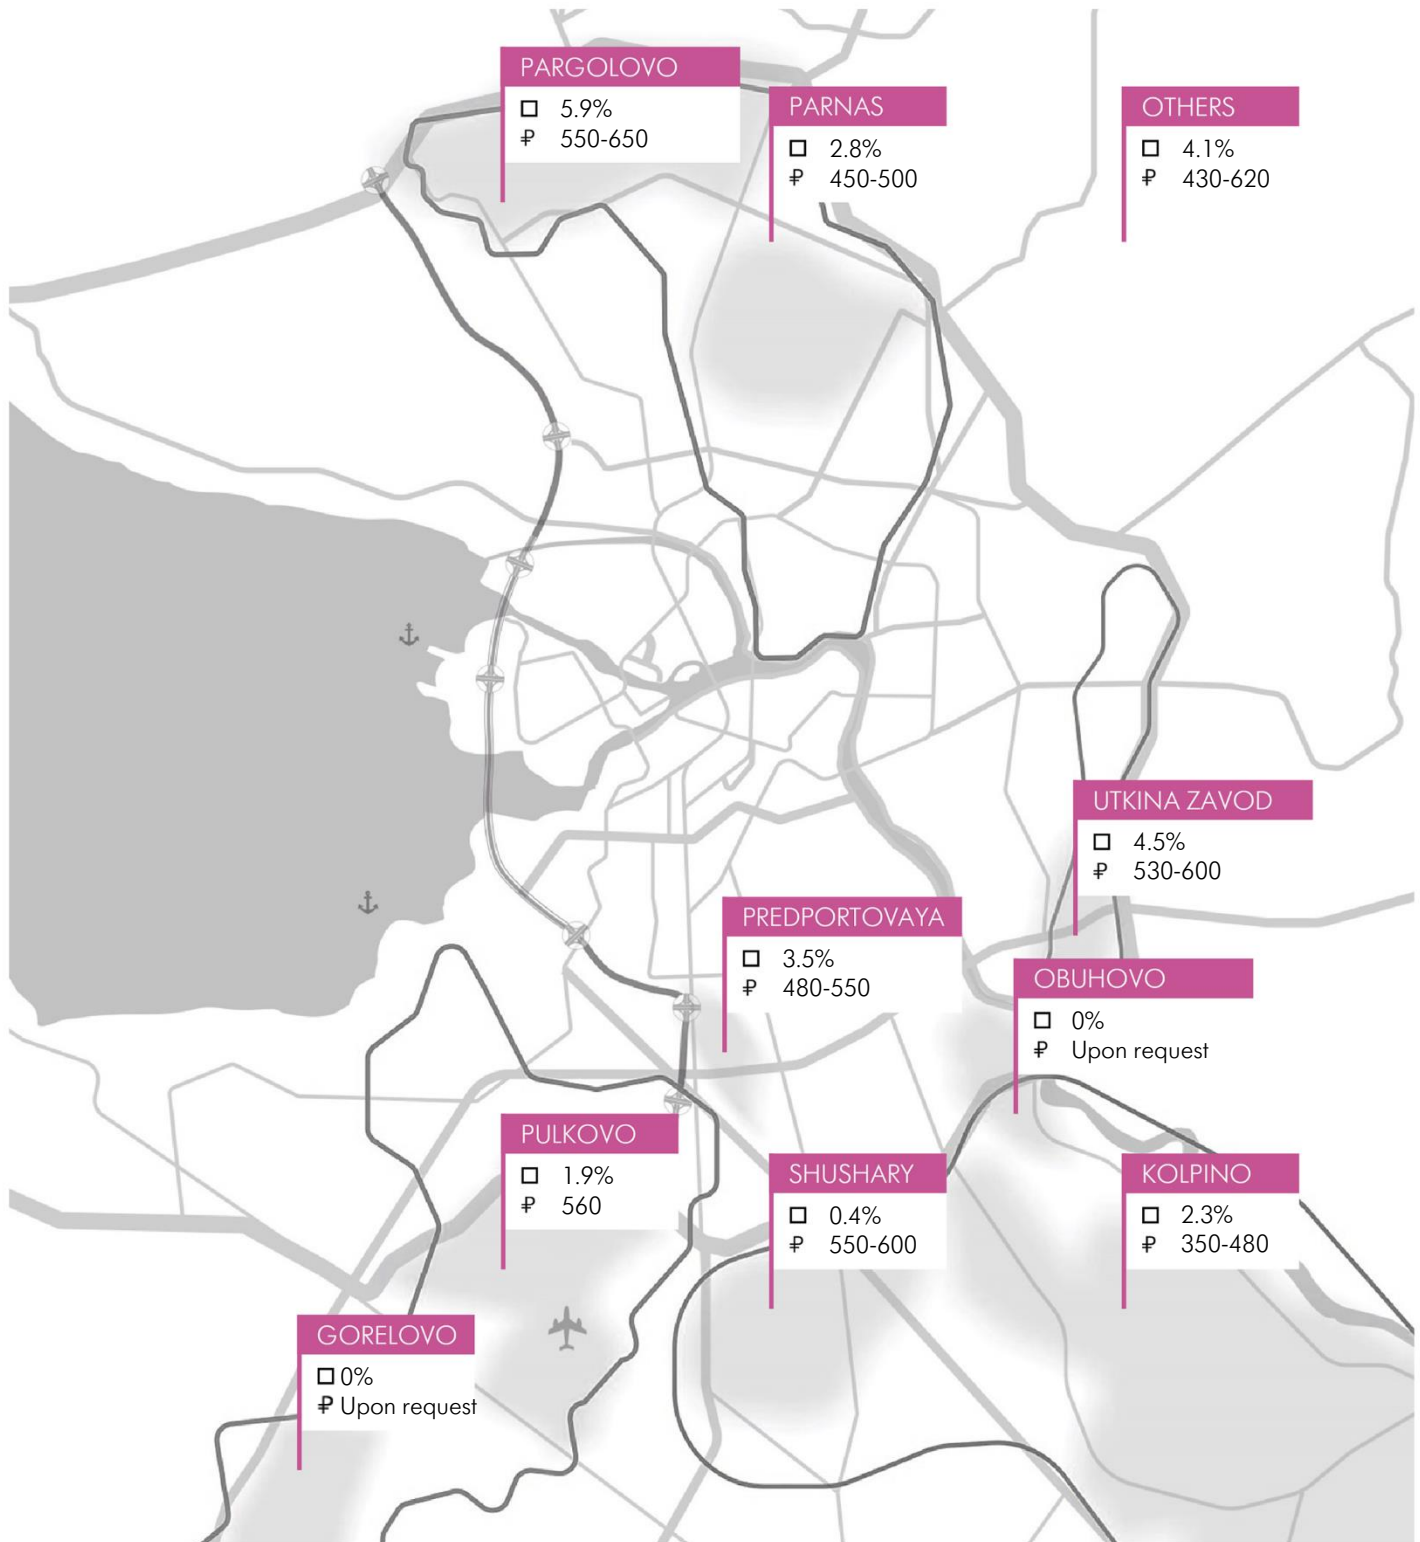 PARGOLOVO
5.9%
₽ 550-650
PARNAS
2.8%
₽ 450-500
OTHERS
4.1%
₽ 430-620
UTKINA ZAVOD
4.5%
₽ 530-600
PREDPORTOVAYA
3.5%
₽ 480-550
OBUHOVO
0%
₽ Upon request
PULKOVO
1.9%
₽ 560
SHUSHARY
0.4%
₽ 550-600
KOLPINO
2.3%
₽ 350-480
GORELOVO
0%
₽ Upon request